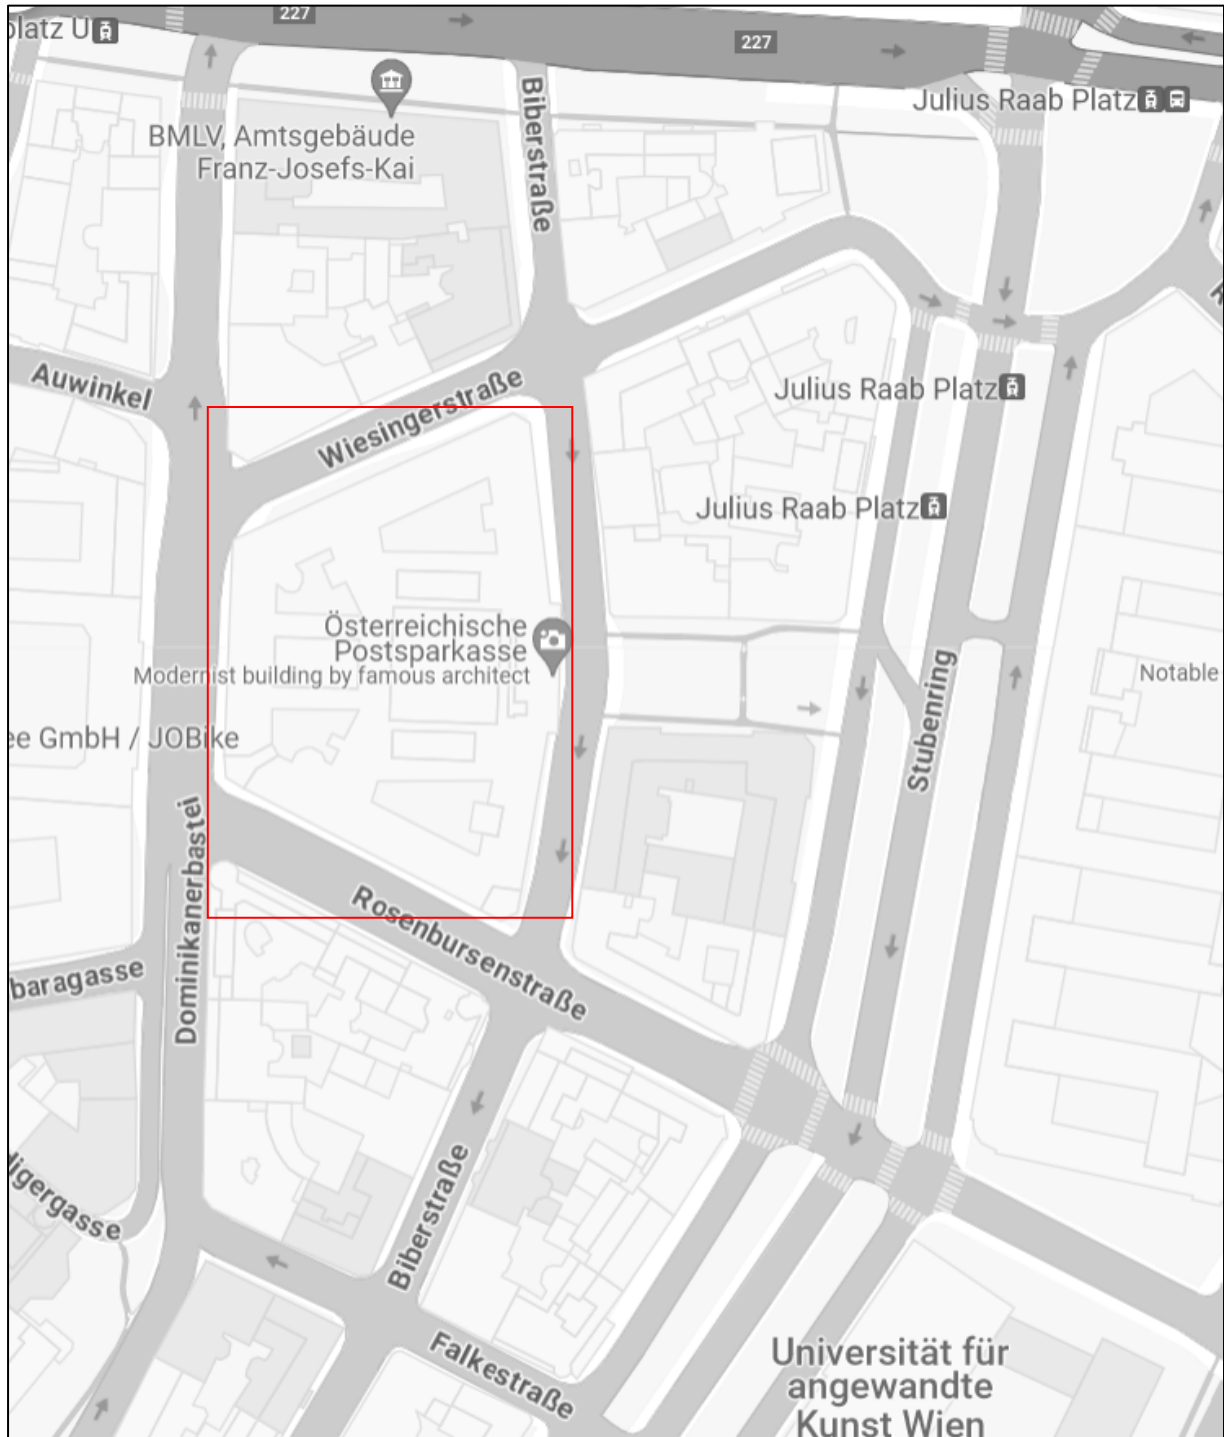 227
platz U
227
Julius Raab Platz
BMLV, Amtsgebäude
Franz-Josefs-Kai
Biberstraße
Auwinkel
Wiesingerstraße
Julius Raab Platz
Julius Raab Platz
Österreichische
Postsparkasse
Modernist building by famous architect
Notable
Stubenring
ee GmbH / JOBike
Dominikanerbastei
Rosenbursenstraße
baragasse
digergasse
Biberstraße
Falkestraße
Universität für
angewandte
Kunst Wien